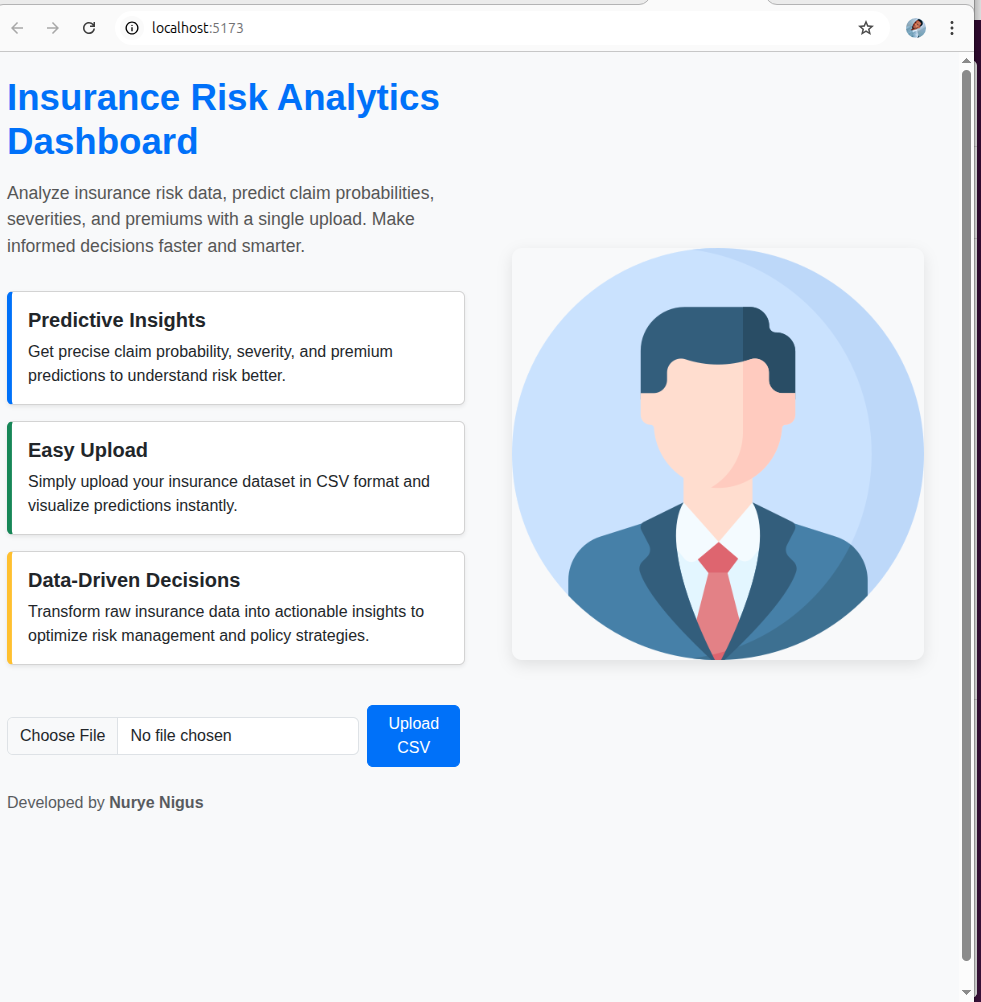 localhost:5173
Insurance Risk Analytics
Dashboard
Analyze insurance risk data, predict claim probabilities,
severities, and premiums with a single upload. Make
informed decisions faster and smarter.
Predictive Insights
Get precise claim probability, severity, and premium
predictions to understand risk better.
Easy Upload
Simply upload your insurance dataset in CSV format and
visualize predictions instantly.
Data-Driven Decisions
Transform raw insurance data into actionable insights to
optimize risk management and policy strategies.
Choose File No file chosen
Upload
CSV
Developed by Nurye Nigus